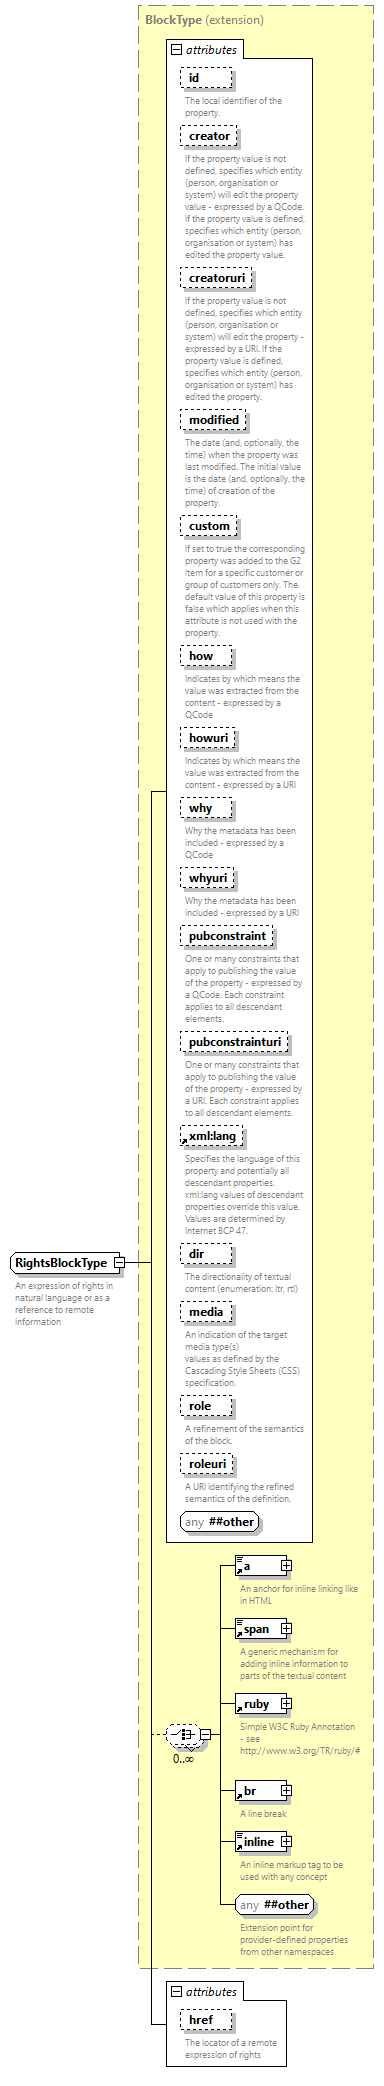 BlockType (extension)
attributes
id
The local identifier of the
property.
creator
If the property value is not
defined, specifies which entity
(person, organisation or
system) will edit the property
value - expressed by a QCode.
If the property value is defined,
specifies which entity (person,
organisation or system) has
edited the property value.
creatoruri
If the property value is not
defined, specifies which entity
(person, organisation or
system) will edit the property -
expressed by a URI. If the
property value is defined,
specifies which entity (person,
organisation or system) has
edited the property.
modified
The date (and, optionally, the
time) when the property was
last modified. The initial value
is the date (and, optionally, the
time) of creation of the
property.
custom
If set to true the corresponding
property was added to the G2
Item for a specific customer or
group of customers only. The
default value of this property is
false which applies when this
attribute is not used with the
property.
how
Indicates by which means the
value was extracted from the
content - expressed by a
QCode
howuri
Indicates by which means the
value was extracted from the
content - expressed by a URI
why
Why the metadata has been
included - expressed by a
QCode
whyuri
Why the metadata has been
included - expressed by a URI
pubconstraint
One or many constraints that
apply to publishing the value
of the property - expressed by
a QCode. Each constraint
applies to all descendant
elements.
pubconstrainturi
One or many constraints that
apply to publishing the value
of the property - expressed by
a URI. Each constraint applies
to all descendant elements.
xml:lang
Specifies the language of this
property and potentially all
descendant properties.
xml:lang values of descendant
properties override this value.
Values are determined by
Internet BCP 47.
dir
The directionality of textual
content (enumeration: ltr, rtl)
media
An indication of the target
media type(s)
values as defined by the
Cascading Style Sheets (CSS)
specification.
role
A refinement of the semantics
of the block.
roleuri
A URI identifying the refined
semantics of the definition.
any ##other
RightsBlockType
An expression of rights in
natural language or as a
reference to remote
information
0..∞
a
An anchor for inline linking like
in HTML
span
A generic mechanism for
adding inline information to
parts of the textual content
ruby
Simple W3C Ruby Annotation
- see
http://www.w3.org/TR/ruby/#
br
A line break
inline
An inline markup tag to be
used with any concept
any ##other
Extension point for
provider-defined properties
from other namespaces
attributes
href
The locator of a remote
expression of rights